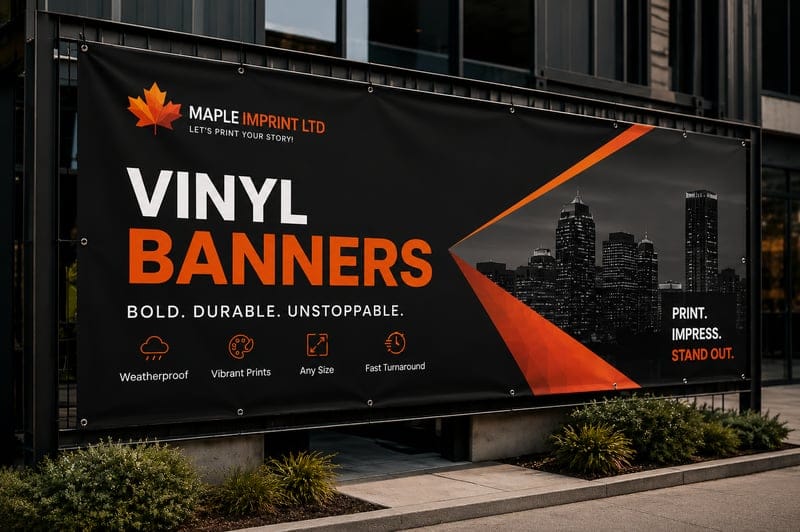 MAPLE IMPRINT LTD
LET'S PRINT YOUR STORY!
VINYL
BANNERS
BOLD. DURABLE. UNSTOPPABLE.
Weatherproof
Vibrant Prints
Any Size
Fast Turnaround
PRINT.
IMPRESS.
STAND OUT.